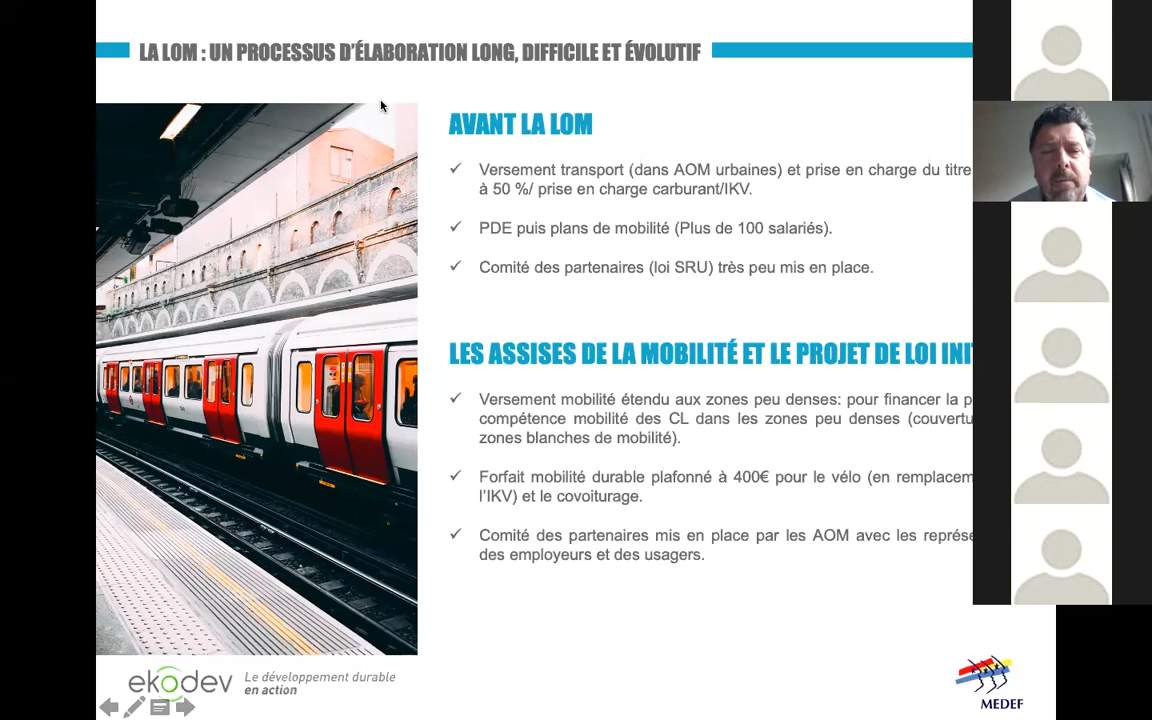 LA LOM : UN PROCESSUS D'ÉLABORATION LONG, DIFFICILE ET ÉVOLUTIF
AVANT LA LOM
✓ Versement transport (dans AOM urbaines) et prise en charge du titre
à 50 %/ prise en charge carburant/IKV.
✓ PDE puis plans de mobilité (Plus de 100 salariés).
✓ Comité des partenaires (loi SRU) très peu mis en place.
LES ASSISES DE LA MOBILITÉ ET LE PROJET DE LOI
✓ Versement mobilité étendu aux zones peu denses: pour financer la
compétence mobilité des CL dans les zones peu denses
zones blanches de mobilité).
✓ Forfait mobilité durable plafonné à 400€ pour le vélo (en
l'IKV) et le covoiturage.
✓ Comité des partenaires mis en place par les AOM avec les
des employeurs et des usagers.
ekodev
Le développement durable
en action
MEDEF